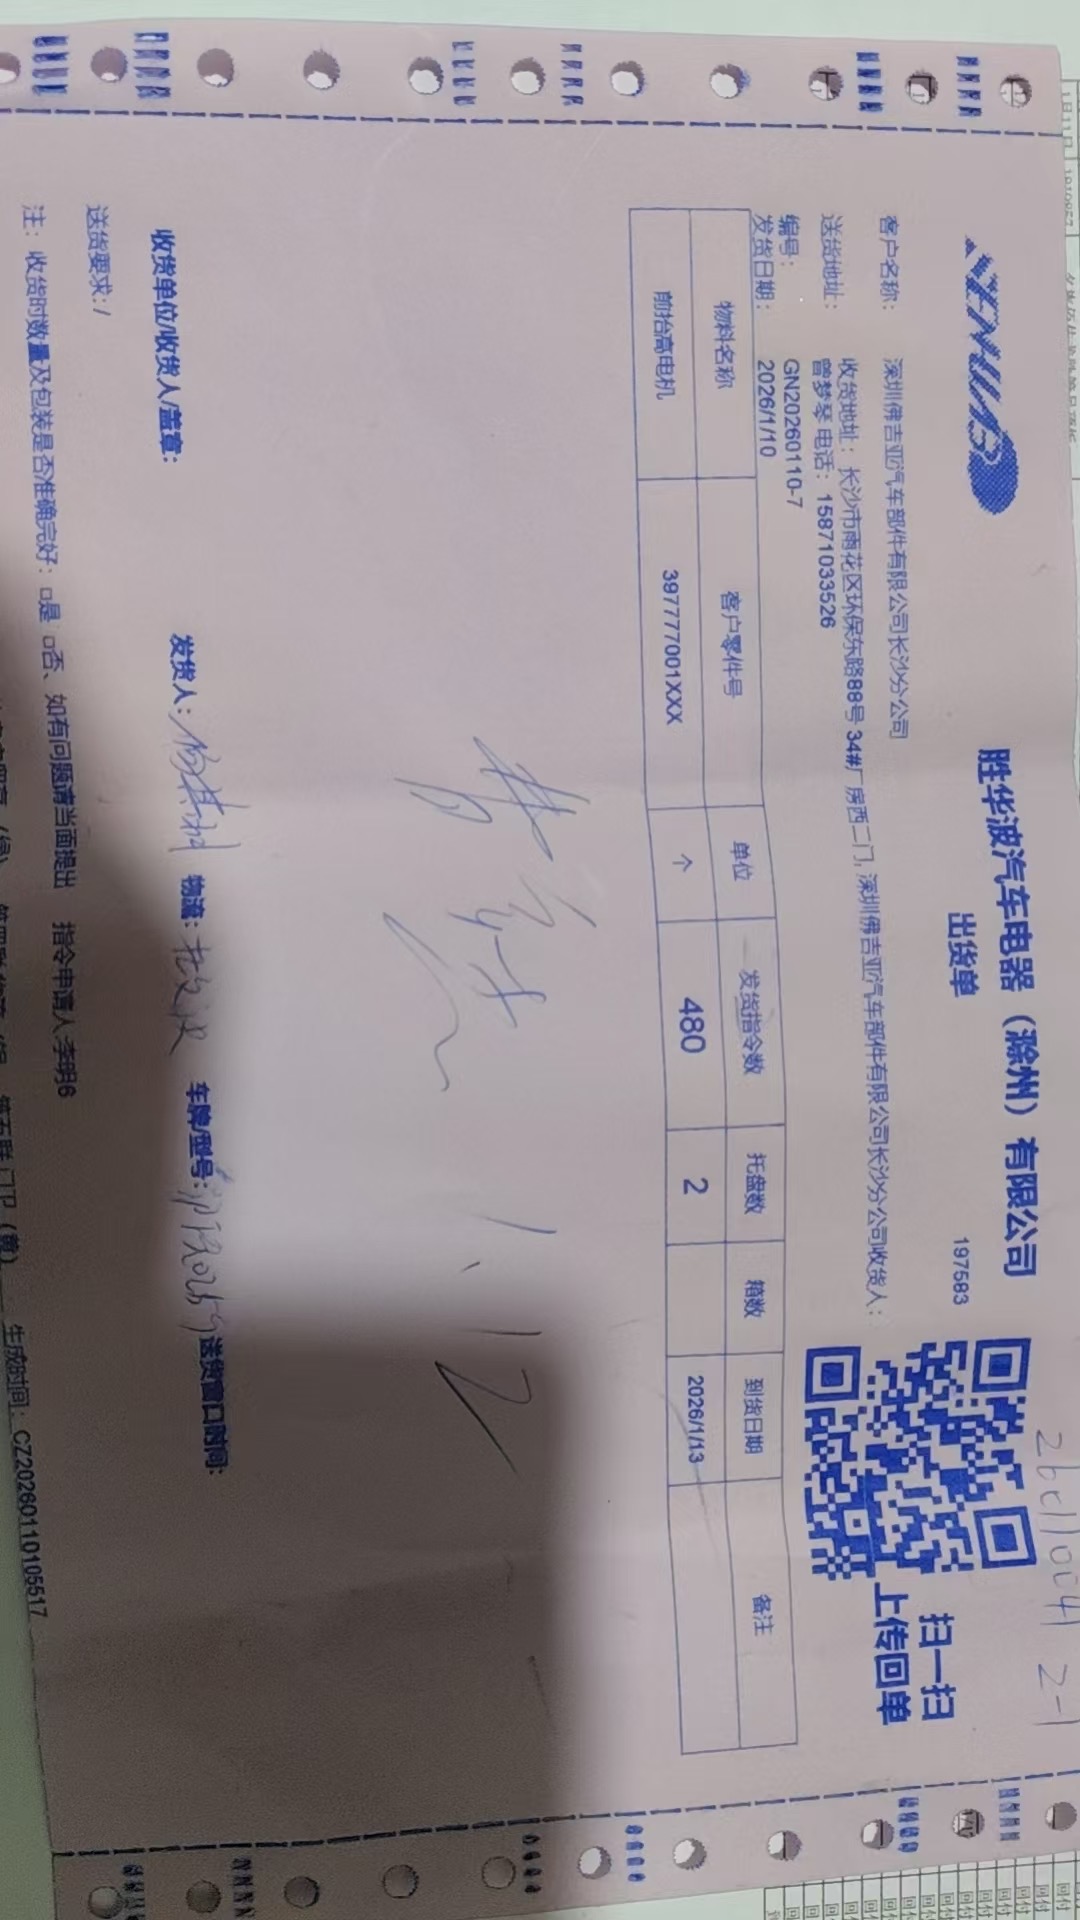 SENWAB
胜华波汽车电器（滁州）有限公司
出货单
197583
扫一扫
上传回单
客户名称： 深圳佛吉亚汽车部件有限公司长沙分公司
送货地址： 收货地址：长沙市雨花区环保东路88号 34#厂房西二门, 深圳佛吉亚汽车部件有限公司长沙分公司收货人：
曾梦琴 电话：15871033526
编号： GN20260110-7
发货日期： 2026/1/10
物料名称 客户零件号 单位 发货指令数 托盘数 箱数 到货日期 备注
前抬高电机 397777001XXX 个 480 2 2026/1/13
1.12
收货单位/收货人/盖章： 发货人： 物流： 车牌/型号： 送货窗口时间：
送货要求:/
注：收货时数量及包装是否准确完好：□是 □否、如有问题请当面提出 指令申请人:李明6
生成时间：CZ20260110105517